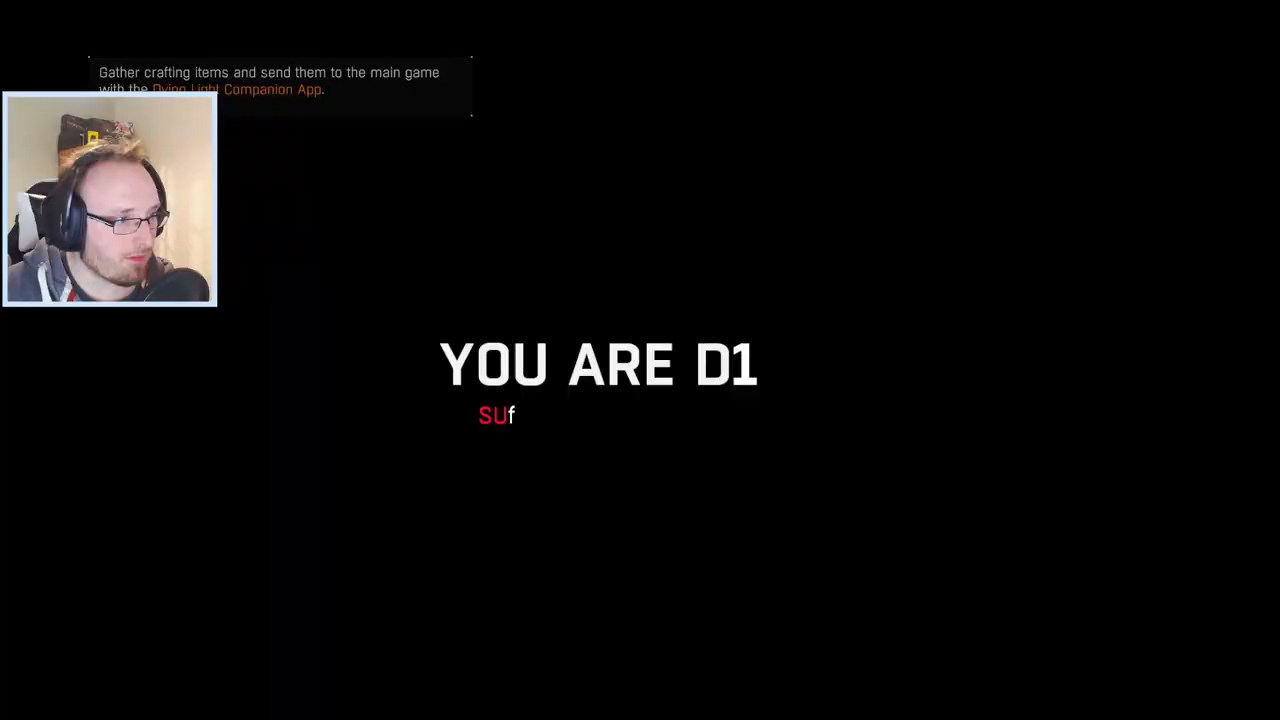 Gather crafting items and send them to the main game
with the Dying Light Companion App.
YOU ARE D1
SUf